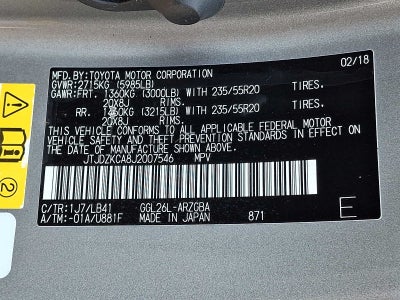 MFD.BY:TOYOTA MOTOR CORPORATION 02/18
GVWR:2715KG (5985LB)
GAWR:FRT. 1360KG (3000LB) WITH 235/55R20 TIRES.
20X8J RIMS.
RR. 1460KG (3215LB) WITH 235/55R20 TIRES.
20X8J RIMS.
THIS VEHICLE CONFORMS TO ALL APPLICABLE FEDERAL MOTOR
VEHICLE SAFETY AND THEFT PREVENTION STANDARDS IN EFFECT
ON THE DATE OF MANUFACTURE SHOWN ABOVE.
JTJDZKCA8J2007546 MPV
C/TR:1J7/LB41 GGL26L-ARZGBA
A/TM:-01A/U881F MADE IN JAPAN 871
E
2